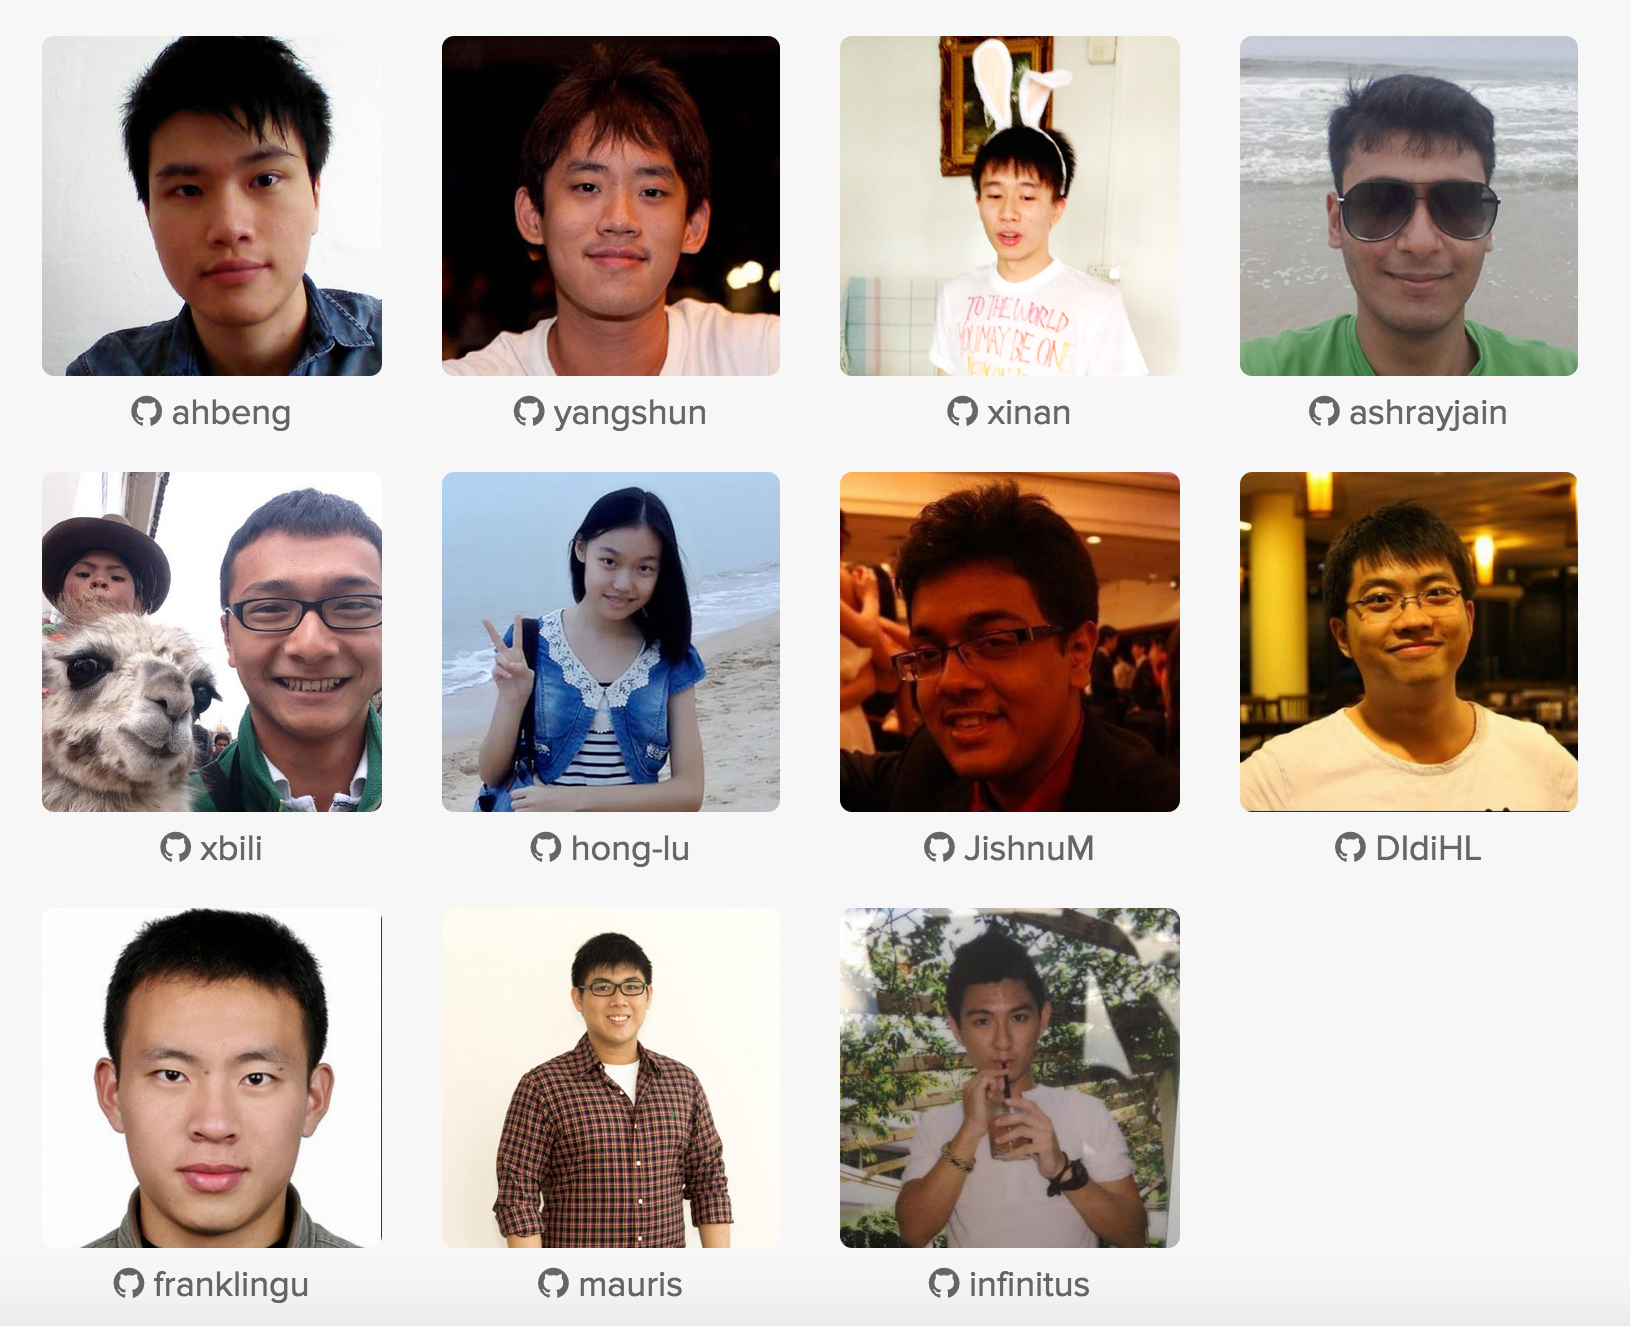 TO THE WORLD
YOU MAY BE ONE
ahbeng
yangshun
xinan
ashrayjain
xbili
hong-lu
JishnuM
DIdiHL
franklingu
mauris
infinitus